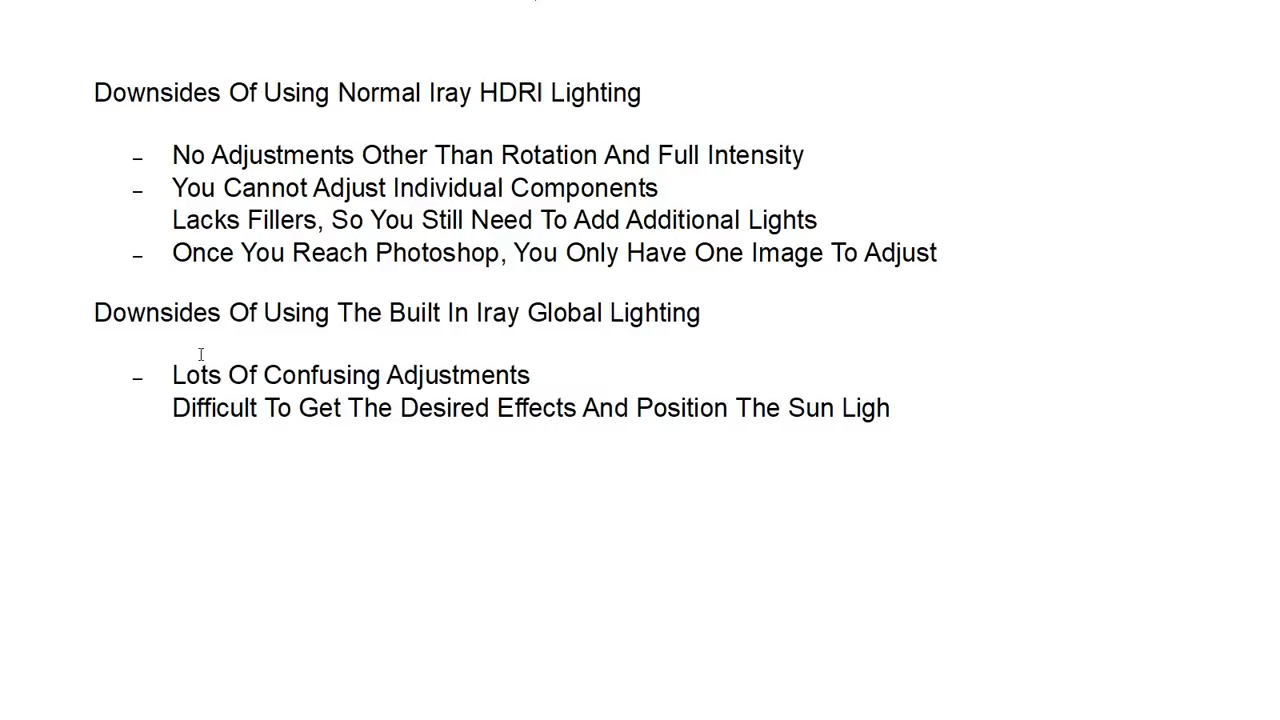 Downsides Of Using Normal Iray HDRI Lighting
– No Adjustments Other Than Rotation And Full Intensity
– You Cannot Adjust Individual Components
Lacks Fillers, So You Still Need To Add Additional Lights
– Once You Reach Photoshop, You Only Have One Image To Adjust
Downsides Of Using The Built In Iray Global Lighting
– Lots Of Confusing Adjustments
Difficult To Get The Desired Effects And Position The Sun Ligh